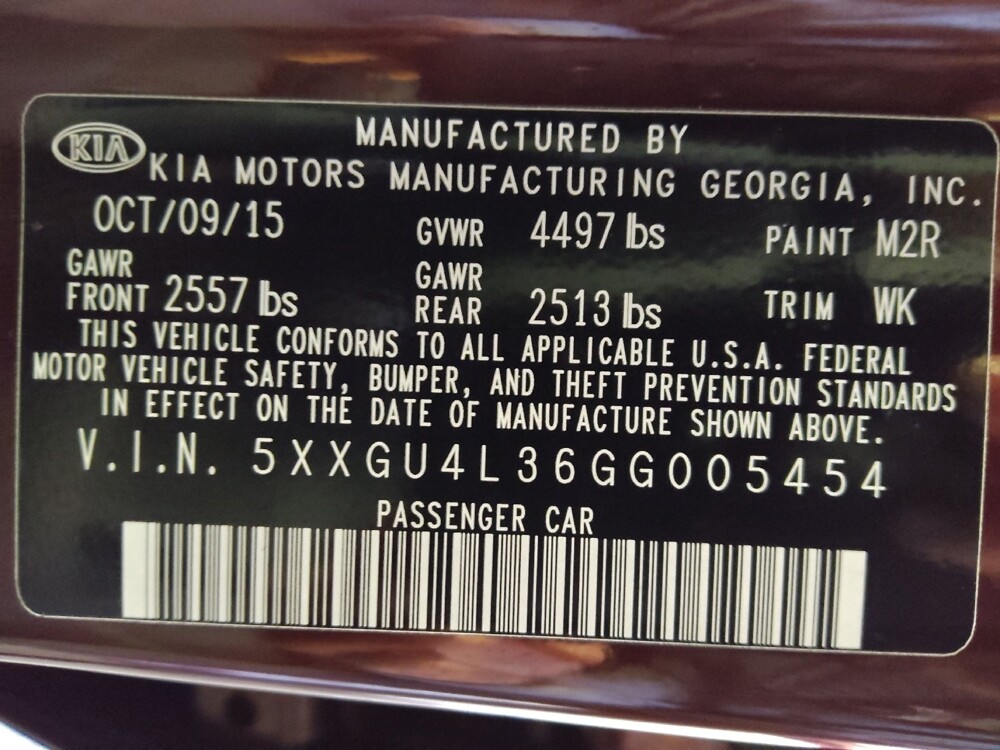 KIA
MANUFACTURED BY
KIA MOTORS MANUFACTURING GEORGIA, INC.
OCT/09/15 GVWR 4497 lbs PAINT M2R
GAWR FRONT 2557 lbs GAWR REAR 2513 lbs TRIM WK
THIS VEHICLE CONFORMS TO ALL APPLICABLE U.S.A. FEDERAL
MOTOR VEHICLE SAFETY, BUMPER, AND THEFT PREVENTION STANDARDS
IN EFFECT ON THE DATE OF MANUFACTURE SHOWN ABOVE.
V.I.N. 5XXGU4L36GG005454
PASSENGER CAR